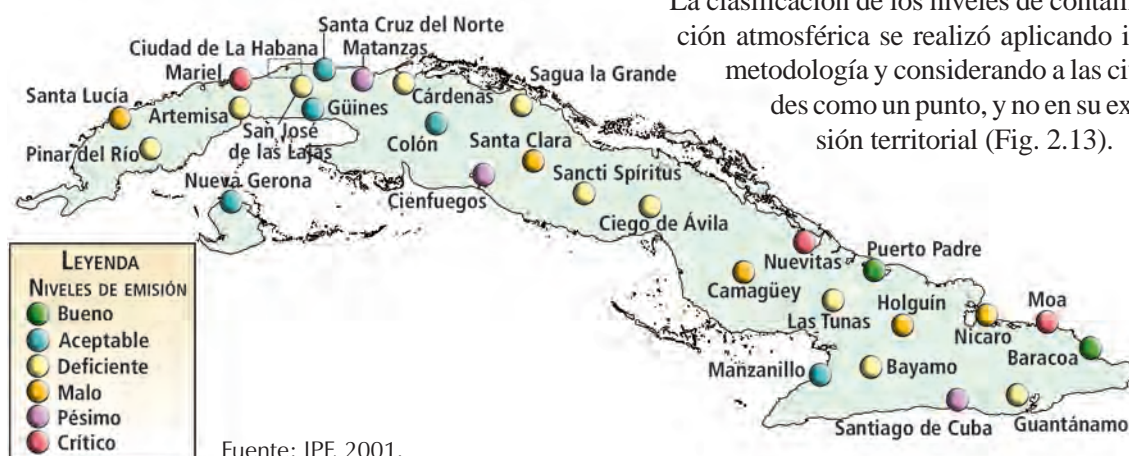 La clasificación de los niveles de contam
ción atmosférica se realizó aplicando i
metodología y considerando a las ciu
des como un punto, y no en su ex
sión territorial (Fig. 2.13).
Santa Cruz del Norte
Ciudad de La Habana
Matanzas
Mariel
Sagua la Grande
Santa Lucía
Cárdenas
Artemisa
Güines
San José
de las Lajas
Colón
Santa Clara
Pinar del Río
Sancti Spíritus
Nueva Gerona
Cienfuegos
Ciego de Ávila
Nuevitas
Puerto Padre
Camagüey
Holguín
Moa
Las Tunas
Nicaro
Baracoa
Manzanillo
Bayamo
Santiago de Cuba
Guantánamo
LEYENDA
NIVELES DE EMISIÓN
Bueno
Aceptable
Deficiente
Malo
Pésimo
Crítico
Fuente: IPF, 2001.